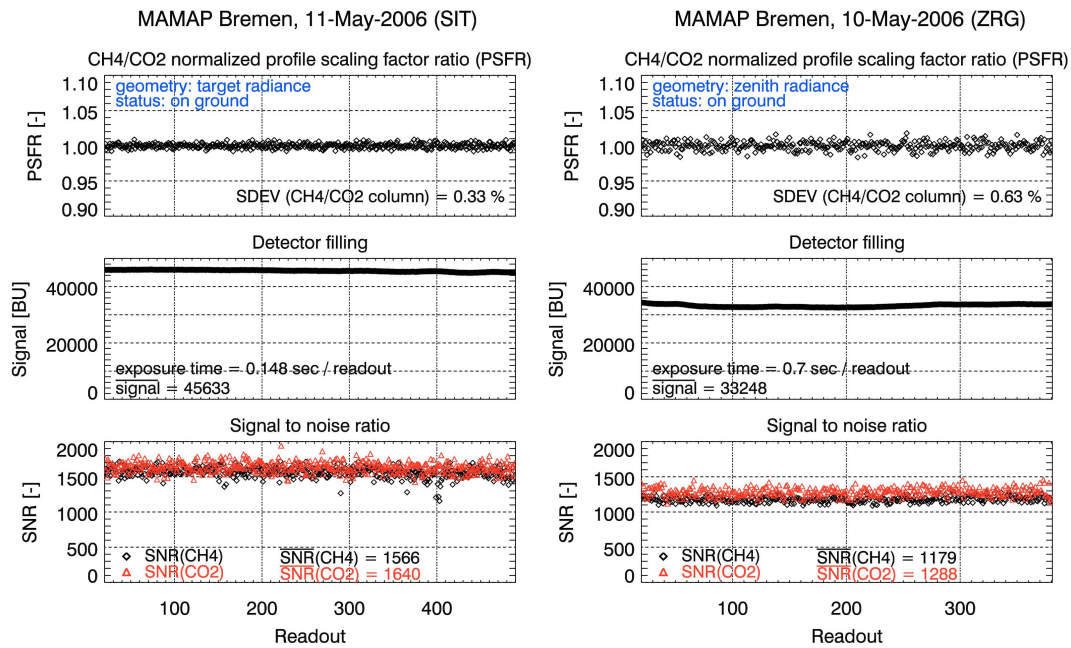 MAMAP Bremen, 11-May-2006 (SIT)
CH4/CO2 normalized profile scaling factor ratio (PSFR)
1.10
1.05
1.00
0.95
0.90
PSFR [-]
geometry: target radiance
status: on ground
SDEV (CH4/CO2 column) = 0.33 %
Detector filling
40000
20000
0
Signal [BU]
exposure time = 0.148 sec / readout
signal = 45633
Signal to noise ratio
2000
1500
1000
500
0
SNR [-]
SNR(CH4)
SNR(CH4) = 1566
SNR(CO2)
SNR(CO2) = 1640
100
200
300
400
Readout
MAMAP Bremen, 10-May-2006 (ZRG)
CH4/CO2 normalized profile scaling factor ratio (PSFR)
1.10
1.05
1.00
0.95
0.90
PSFR [-]
geometry: zenith radiance
status: on ground
SDEV (CH4/CO2 column) = 0.63 %
Detector filling
40000
20000
0
Signal [BU]
exposure time = 0.7 sec / readout
signal = 33248
Signal to noise ratio
2000
1500
1000
500
0
SNR [-]
SNR(CH4)
SNR(CH4) = 1179
SNR(CO2)
SNR(CO2) = 1288
100
200
300
Readout